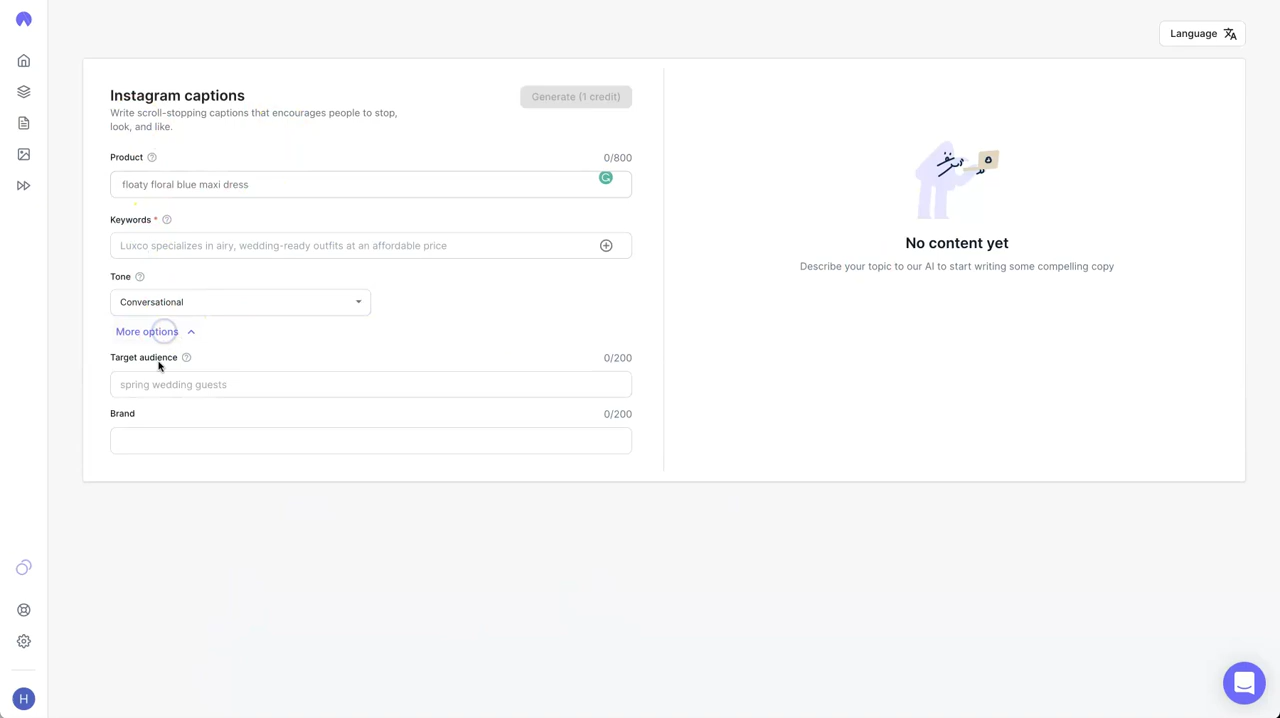 Language
Instagram captions
Generate (1 credit)
Write scroll-stopping captions that encourages people to stop,
look, and like.
Product
0/800
floaty floral blue maxi dress
Keywords *
Luxco specializes in airy, wedding-ready outfits at an affordable price
Tone
Conversational
More options
Target audience
0/200
spring wedding guests
Brand
0/200
No content yet
Describe your topic to our AI to start writing some compelling copy
H